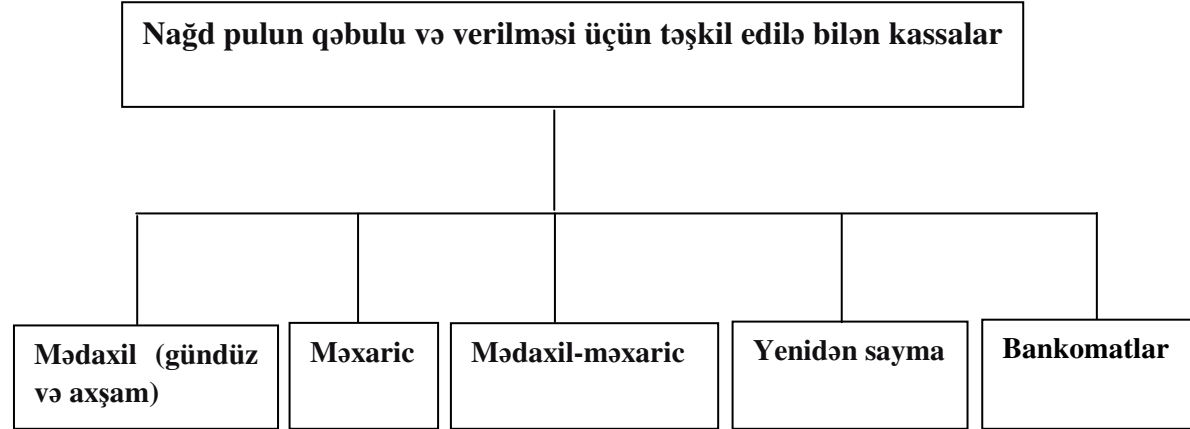 Nağd pulun qəbulu və verilməsi üçün təşkil edilə bilən kassalar
Mədaxil (gündüz
və axşam)
Məxaric
Mədaxil-məxaric
Yenidən sayma
Bankomatlar